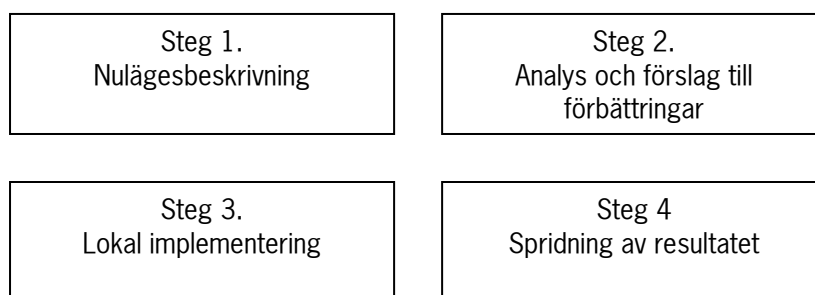 Steg 1.
Nulägesbeskrivning
Steg 2.
Analys och förslag till
förbättringar
Steg 3.
Lokal implementering
Steg 4
Spridning av resultatet